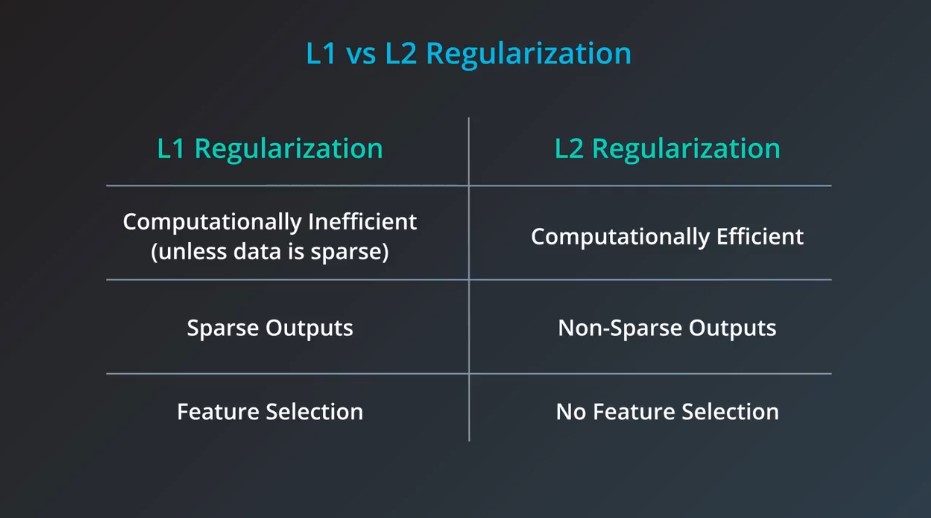 L1 vs L2 Regularization
L1 Regularization
L2 Regularization
Computationally Inefficient
(unless data is sparse)
Computationally Efficient
Sparse Outputs
Non-Sparse Outputs
Feature Selection
No Feature Selection